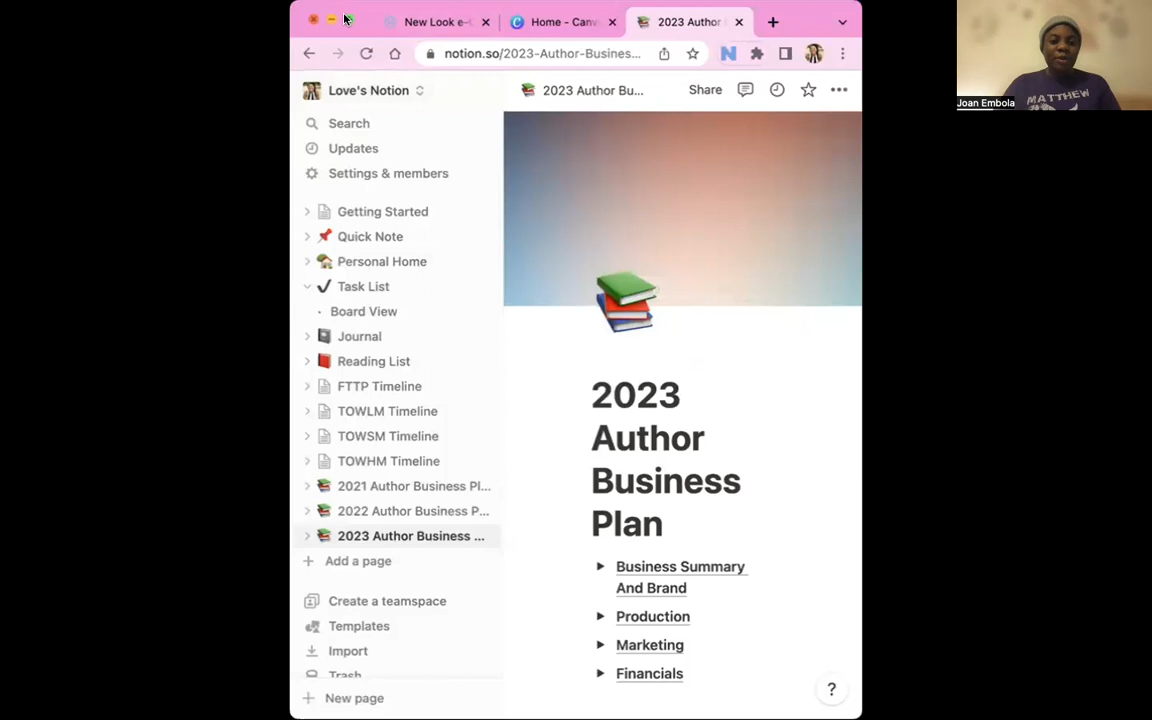 New Look e-
Home - Canv
2023 Author
notion.so/2023-Author-Busines...
Love's Notion
2023 Author Bu...
Share
Search
Updates
Settings & members
Getting Started
Quick Note
Personal Home
Task List
Board View
Journal
Reading List
FTTP Timeline
TOWLM Timeline
TOWSM Timeline
TOWHM Timeline
2021 Author Business Pl...
2022 Author Business P...
2023 Author Business ...
Add a page
Create a teamspace
Templates
Import
Trash
New page
2023
Author
Business
Plan
Business Summary
And Brand
Production
Marketing
Financials
?
MATTHEW
Joan Embola